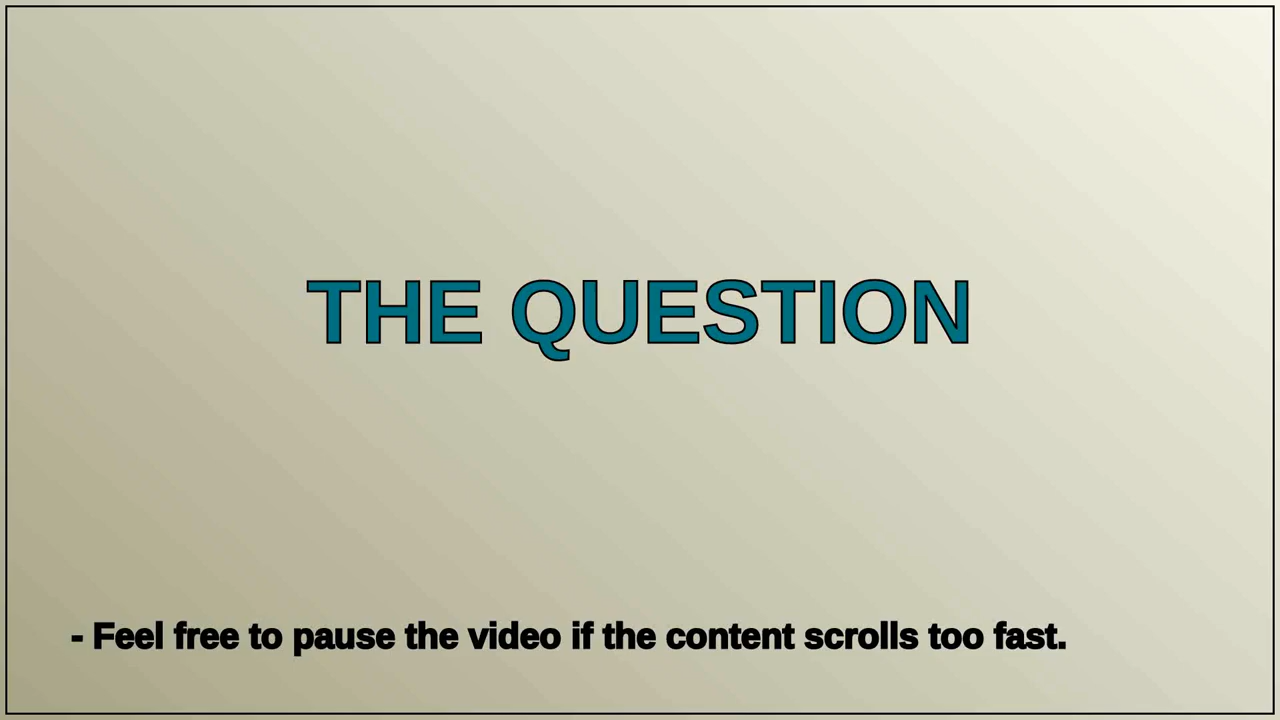 THE QUESTION
- Feel free to pause the video if the content scrolls too fast.